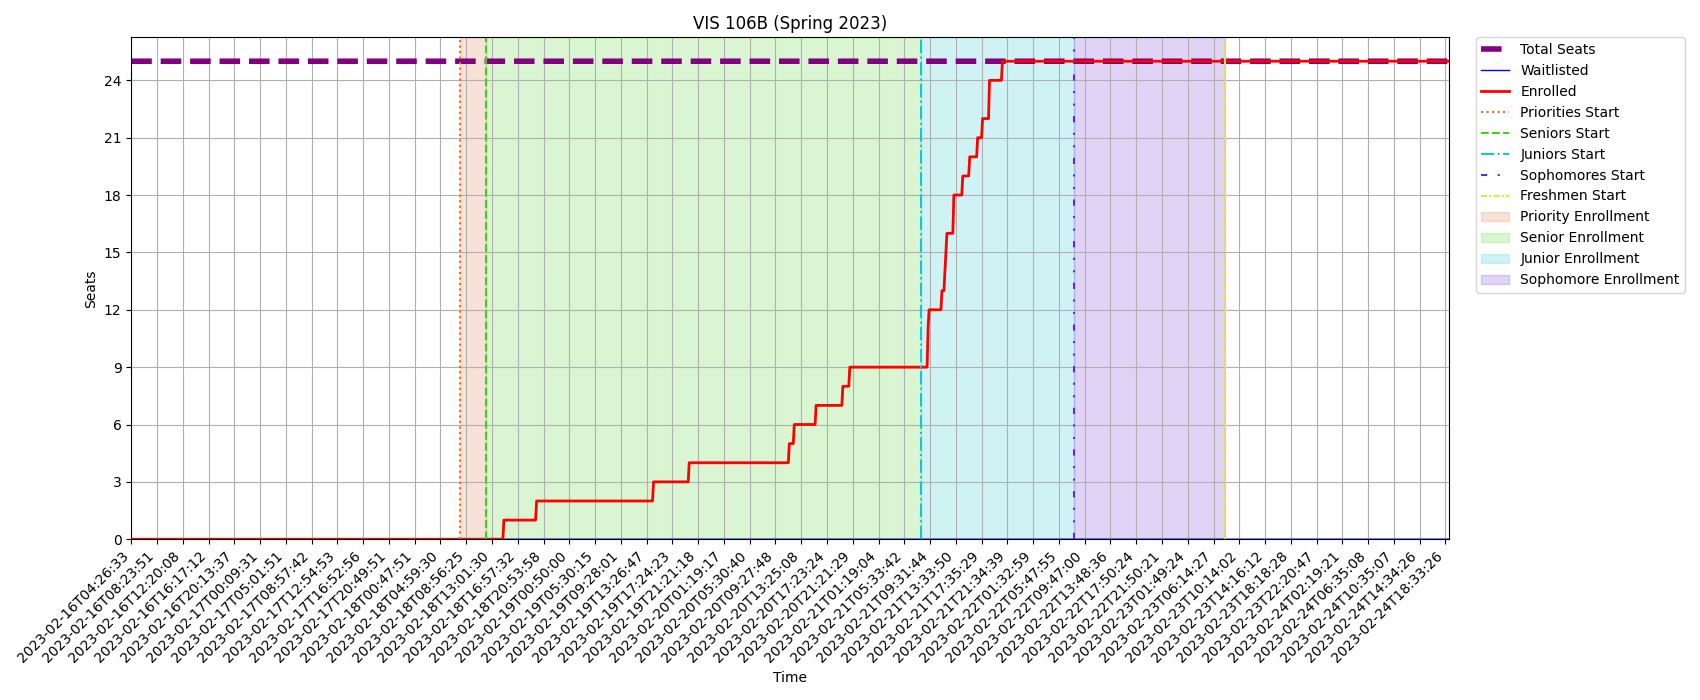 VIS 106B (Spring 2023)
Total Seats
Waitlisted
Enrolled
Priorities Start
Seniors Start
Juniors Start
Sophomores Start
Freshmen Start
Priority Enrollment
Senior Enrollment
Junior Enrollment
Sophomore Enrollment
Seats
24
21
18
15
12
9
6
3
0
2023-02-16T04:26:33
2023-02-16T08:23:51
2023-02-16T12:20:08
2023-02-16T16:17:12
2023-02-16T20:13:37
2023-02-17T00:09:31
2023-02-17T05:01:51
2023-02-17T08:57:42
2023-02-17T12:54:53
2023-02-17T16:52:56
2023-02-17T20:49:51
2023-02-18T00:47:51
2023-02-18T04:59:30
2023-02-18T08:56:25
2023-02-18T13:01:30
2023-02-18T16:57:32
2023-02-18T20:53:58
2023-02-19T00:50:00
2023-02-19T05:30:15
2023-02-19T09:28:01
2023-02-19T13:26:47
2023-02-19T17:24:23
2023-02-19T21:21:18
2023-02-20T01:19:17
2023-02-20T05:30:40
2023-02-20T09:27:48
2023-02-20T13:25:08
2023-02-20T17:23:24
2023-02-20T21:21:29
2023-02-21T01:19:04
2023-02-21T05:33:42
2023-02-21T09:31:44
2023-02-21T13:33:50
2023-02-21T17:35:29
2023-02-21T21:34:39
2023-02-22T01:32:59
2023-02-22T05:47:55
2023-02-22T09:47:00
2023-02-22T13:48:36
2023-02-22T17:50:24
2023-02-22T21:50:21
2023-02-23T01:49:24
2023-02-23T06:14:27
2023-02-23T10:14:02
2023-02-23T14:16:12
2023-02-23T18:18:28
2023-02-23T22:20:47
2023-02-24T02:19:21
2023-02-24T06:35:08
2023-02-24T10:35:07
2023-02-24T14:34:26
2023-02-24T18:33:26
Time